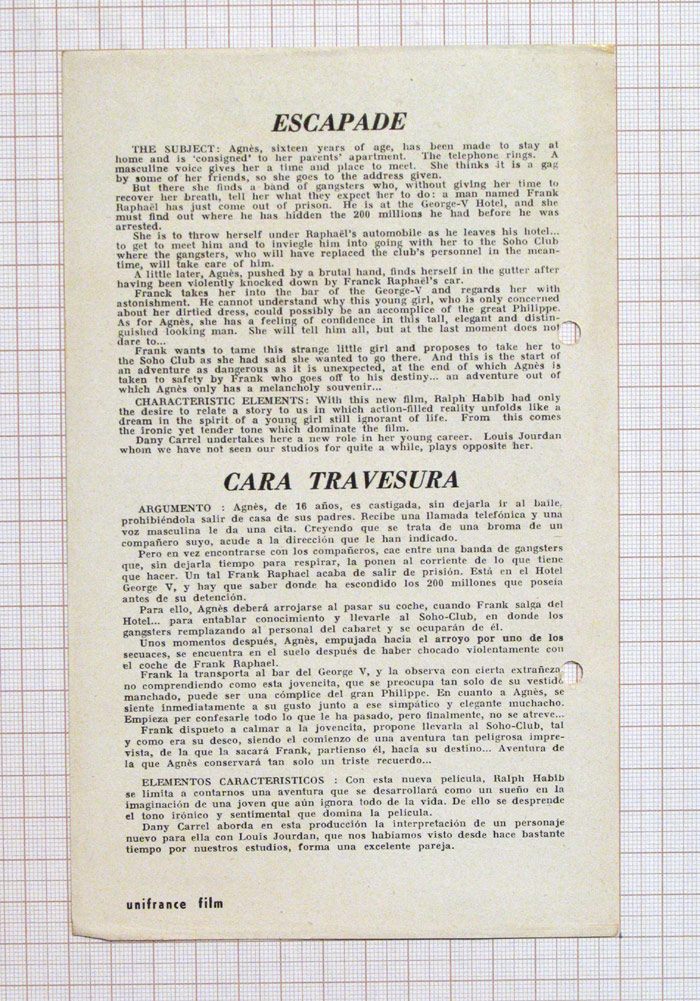 ESCAPADE
THE SUBJECT: Agnès, sixteen years of age, has been made to stay at
home and is 'consigned' to her parents' apartment. The telephone rings. A
masculine voice gives her a time and place to meet. She thinks it is a gag
by some of her friends, so she goes to the address given.
But there she finds a band of gangsters who, without giving her time to
recover her breath, tell her what they expect her to do: a man named Frank
Raphaël has just come out of prison. He is at the George-V Hotel, and she
must find out where he has hidden the 200 millions he had before he was
arrested.
She is to throw herself under Raphaël's automobile as he leaves his hotel...
to get to meet him and to inviegle him into going with her to the Soho Club
where the gangsters, who will have replaced the club's personnel in the mean-
time, will take care of him.
A little later, Agnès, pushed by a brutal hand, finds herself in the gutter after
having been violently knocked down by Franck Raphaël's car.
Franck takes her into the bar of the George-V and regards her with
astonishment. He cannot understand why this young girl, who is only concerned
about her dirtied dress, could possibly be an accomplice of the great Philippe.
As for Agnès, she has a feeling of confidence in this tall, elegant and distin-
guished looking man. She will tell him all, but at the last moment does not
dare to...
Frank wants to tame this strange little girl and proposes to take her to
the Soho Club as she had said she wanted to go there. And this is the start of
an adventure as dangerous as it is unexpected, at the end of which Agnès is
taken to safety by Frank who goes off to his destiny... an adventure out of
which Agnès only has a melancholy souvenir...
CHARACTERISTIC ELEMENTS: With this new film, Ralph Habib had only
the desire to relate a story to us in which action-filled reality unfolds like a
dream in the spirit of a young girl still ignorant of life. From this comes
the ironic yet tender tone which dominate the film.
Dany Carrel undertakes here a new role in her young career. Louis Jourdan
whom we have not seen our studios for quite a while, plays opposite her.
CARA TRAVESURA
ARGUMENTO : Agnès, de 16 años, es castigada, sin dejarla ir al baile,
prohibiéndola salir de casa de sus padres. Recibe una llamada telefónica y una
voz masculina le da una cita. Creyendo que se trata de una broma de un
compañero suyo, acude a la dirección que le han indicado.
Pero en vez encontrarse con los compañeros, cae entre una banda de gangsters
que, sin dejarla tiempo para respirar, la ponen al corriente de lo que tiene
que hacer. Un tal Frank Raphael acaba de salir de prisión. Está en el Hotel
George V, y hay que saber donde ha escondido los 200 millones que poseía
antes de su detención.
Para ello, Agnès deberá arrojarse al pasar su coche, cuando Frank salga del
Hotel... para entablar conocimiento y llevarle al Soho-Club, en donde los
gangsters remplazando al personal del cabaret y se ocuparán de él.
Unos momentos después, Agnès, empujada hacia el arroyo por uno de los
secuaces, se encuentra en el suelo después de haber chocado violentamente con
el coche de Frank Raphael.
Frank la transporta al bar del George V, y la observa con cierta extrañeza,
no comprendiendo como esta jovencita, que se preocupa tan solo de su vestido
manchado, puede ser una cómplice del gran Philippe. En cuanto a Agnès, se
siente inmediatamente a su gusto junto a ese simpático y elegante muchacho.
Empieza por confesarle todo lo que le ha pasado, pero finalmente, no se atreve...
Frank dispueto a calmar a la jovencita, propone llevarla al Soho-Club, tal
y como era su deseo, siendo el comienzo de una aventura tan peligrosa impre-
vista, de la que la sacará Frank, partienso él, hacia su destino... Aventura de
la que Agnès conservará tan solo un triste recuerdo...
ELEMENTOS CARACTERISTICOS : Con esta nueva película, Ralph Habib
se limita a contarnos una aventura que se desarrollará como un sueño en la
imaginación de una joven que aún ignora todo de la vida. De ello se desprende
el tono irónico y sentimental que domina la película.
Dany Carrel aborda en esta producción la interpretación de un personaje
nuevo para ella con Louis Jourdan, que nos habíamos visto desde hace bastante
tiempo por nuestros estudios, forma una excelente pareja.
unifrance film